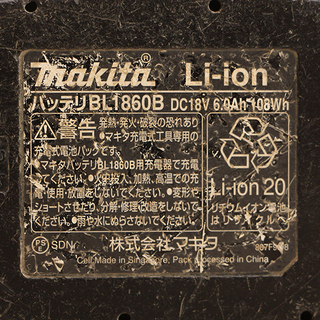 makita® Li-ion
バッテリBL1860B DC18V 6.0Ah 108Wh
⚠警告 発熱・発火・破裂の恐れあり
●マキタ充電式工具専用の
充電式電池パックです。
●マキタバッテリBL1860B用充電器で充電
してください。●火中投入、加熱、高温での充
電・使用・放置をしないでください。●変形や
ショートさせたり、分解・修理・改造をしないで
ください。●雨や水にぬらさないでください。
Li-ion 20
リチウムイオン電池
はリサイクルへ
PS E SDN 株式会社マキタ
Cell Made in Singapore, Pack processed in China